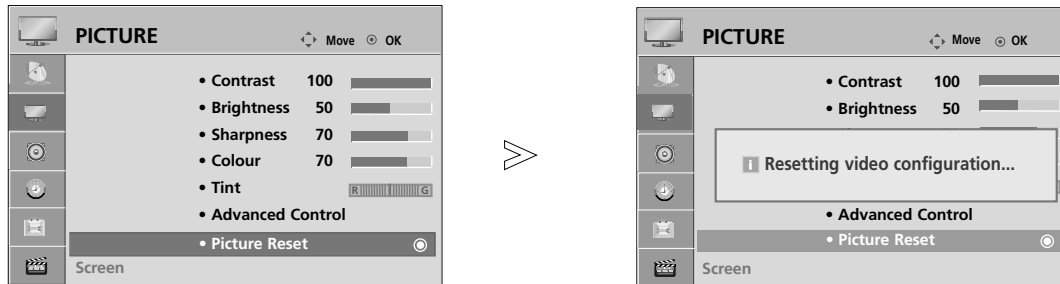 PICTURE
Move OK
• Contrast 100
• Brightness 50
• Sharpness 70
• Colour 70
• Tint R G
• Advanced Control
• Picture Reset
Screen
PICTURE
Move OK
• Contrast 100
• Brightness 50
i Resetting video configuration...
• Advanced Control
• Picture Reset
Screen